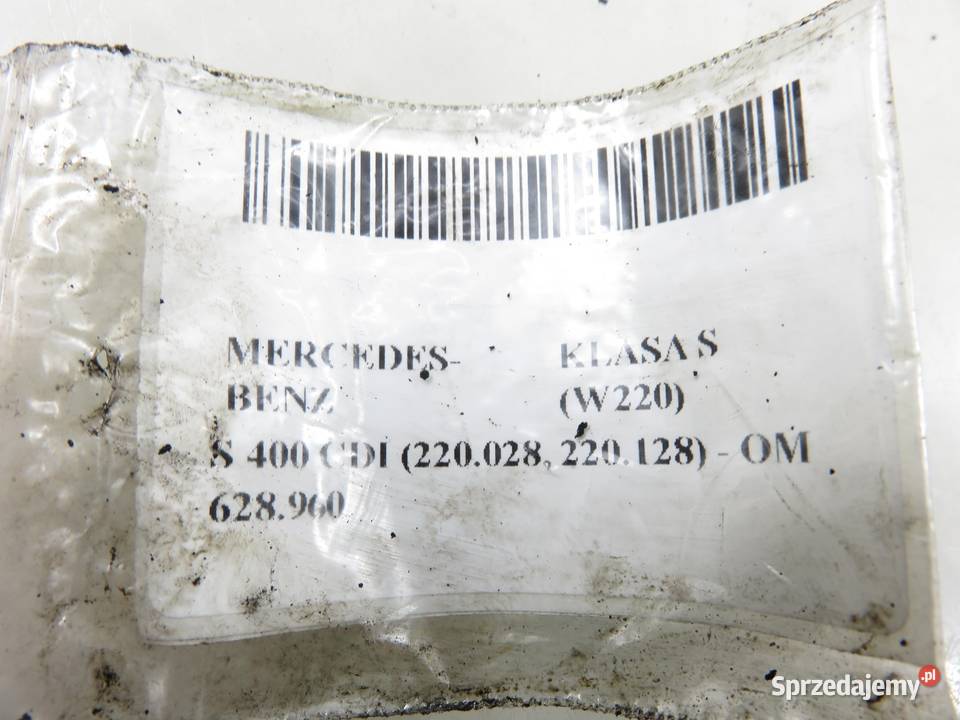 MERCEDES- KLASA S
BENZ (W220)
S 400 CDI (220.028, 220.128) - OM
628.960
Sprzedajemy.pl